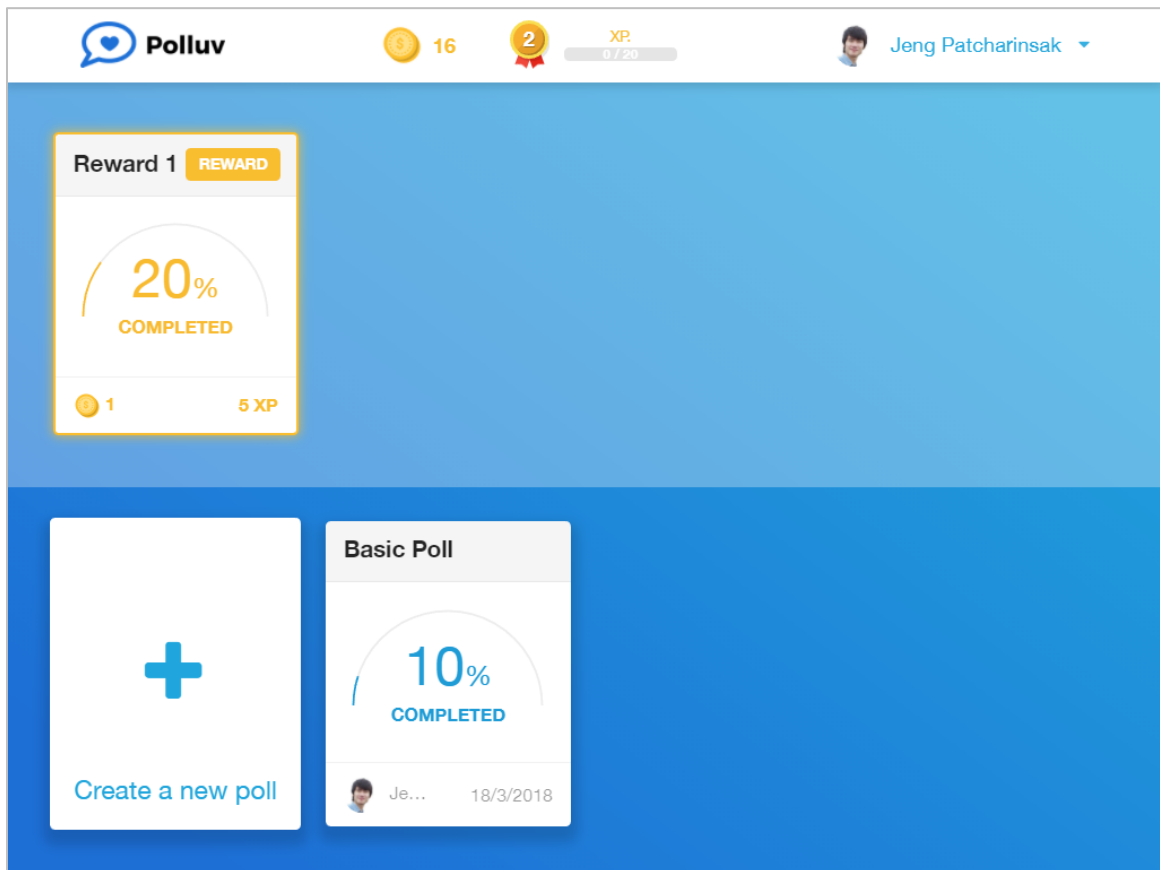 Polluv
16
2
XP.
0 / 20
Jeng Patcharinsak
Reward 1 REWARD
20%
COMPLETED
1
5 XP
Create a new poll
Basic Poll
10%
COMPLETED
Je...
18/3/2018